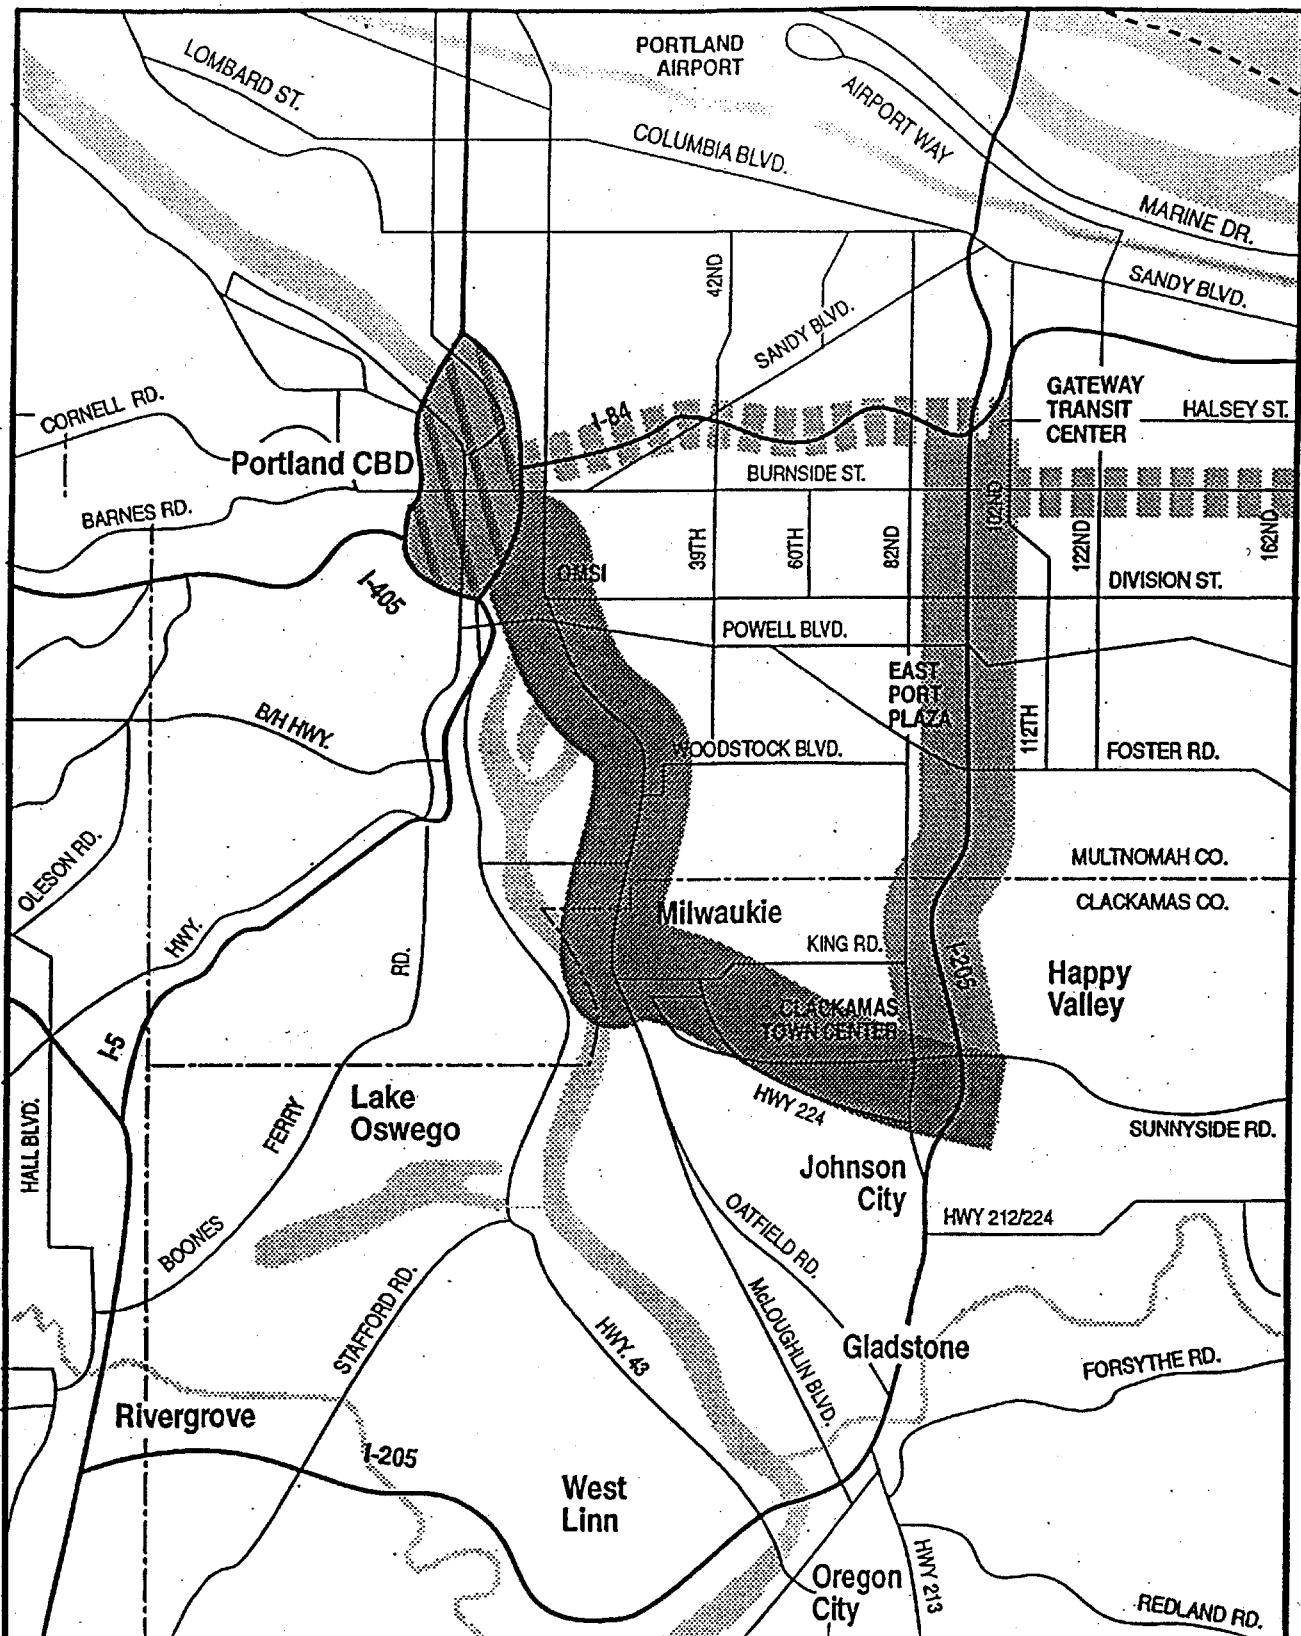 PORTLAND
AIRPORT
LOMBARD ST.
AIRPORT WAY
COLUMBIA BLVD.
MARINE DR.
SANDY BLVD.
42ND
SANDY BLVD.
CORNELL RD.
I-84
GATEWAY
TRANSIT
CENTER
HALSEY ST.
Portland CBD
BURNSIDE ST.
BARNES RD.
102ND
39TH
60TH
82ND
122ND
162ND
I-405
OMSI
DIVISION ST.
POWELL BLVD.
EAST
PORT
PLAZA
B/H HWY.
112TH
WOODSTOCK BLVD.
FOSTER RD.
OLESON RD.
MULTNOMAH CO.
CLACKAMAS CO.
Milwaukie
HWY.
RD.
KING RD.
I-205
Happy
Valley
CLACKAMAS
TOWN CENTER
I-5
HWY 224
Lake
Oswego
FERRY
HALL BLVD.
SUNNYSIDE RD.
Johnson
City
BOONES
OATFIELD RD.
HWY 212/224
STAFFORD RD.
McLOUGHLIN BLVD.
HWY. 43
Gladstone
FORSYTHE RD.
Rivergrove
I-205
West
Linn
Oregon
City
HWY 213
REDLAND RD.